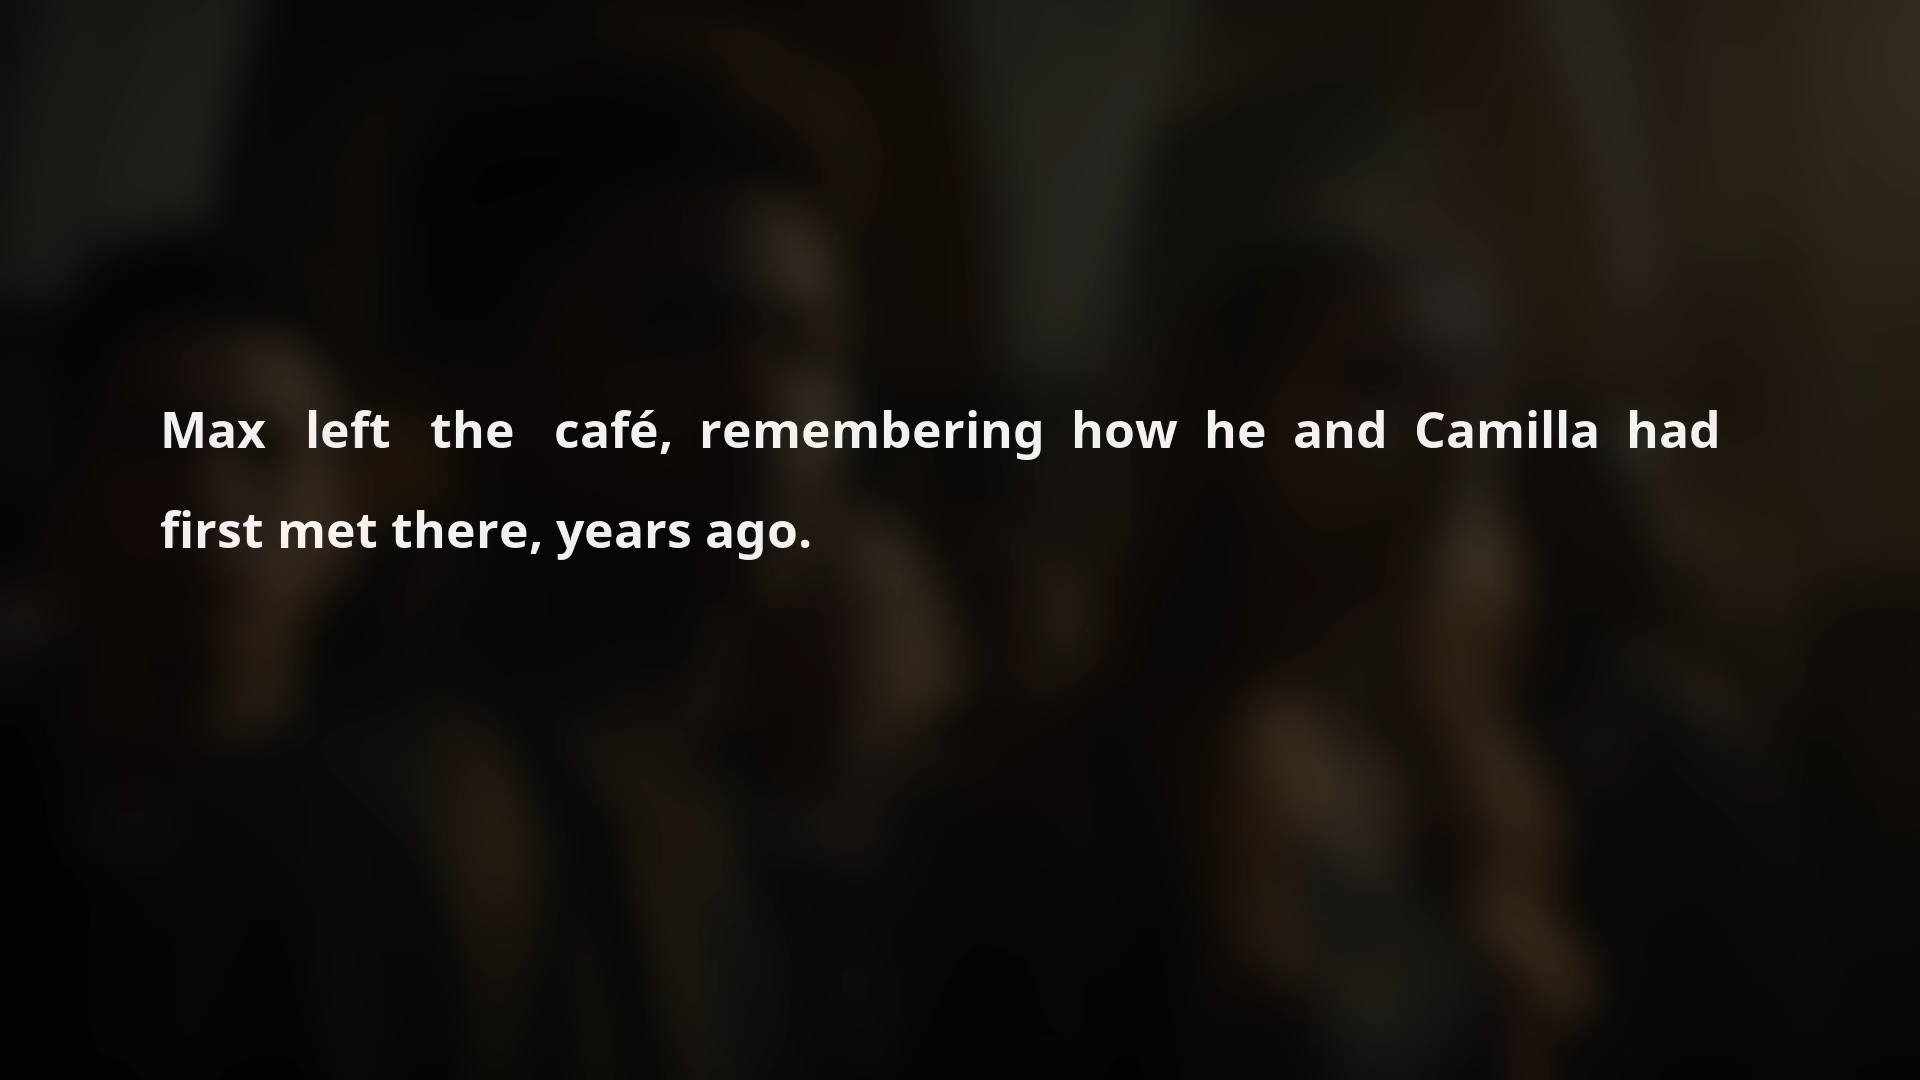 Max left the café, remembering how he and Camilla had
first met there, years ago.